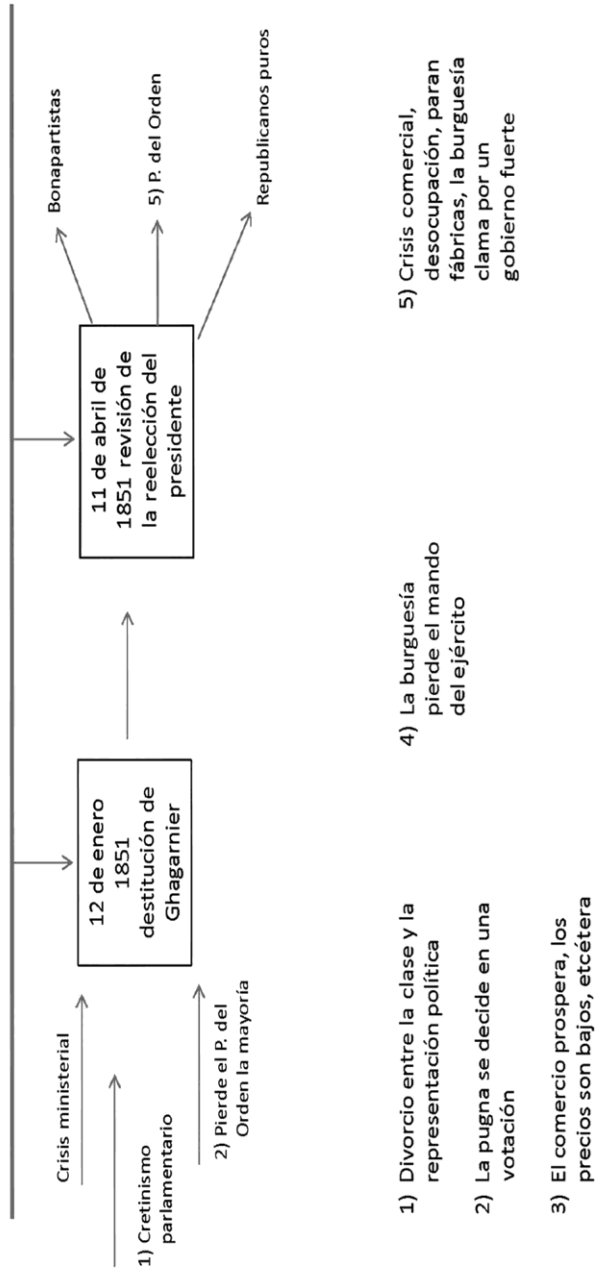 Crisis ministerial
1) Cretinismo
parlamentario
2) Pierde el P. del
Orden la mayoría
12 de enero
1851
destitución de
Ghagarnier
11 de abril de
1851 revisión de
la reelección del
presidente
Bonapartistas
5) P. del Orden
Republicanos puros
1) Divorcio entre la clase y la
representación política
2) La pugna se decide en una
votación
3) El comercio prospera, los
precios son bajos, etcétera
4) La burguesía
pierde el mando
del ejército
5) Crisis comercial,
desocupación, paran
fábricas, la burguesía
clama por un
gobierno fuerte